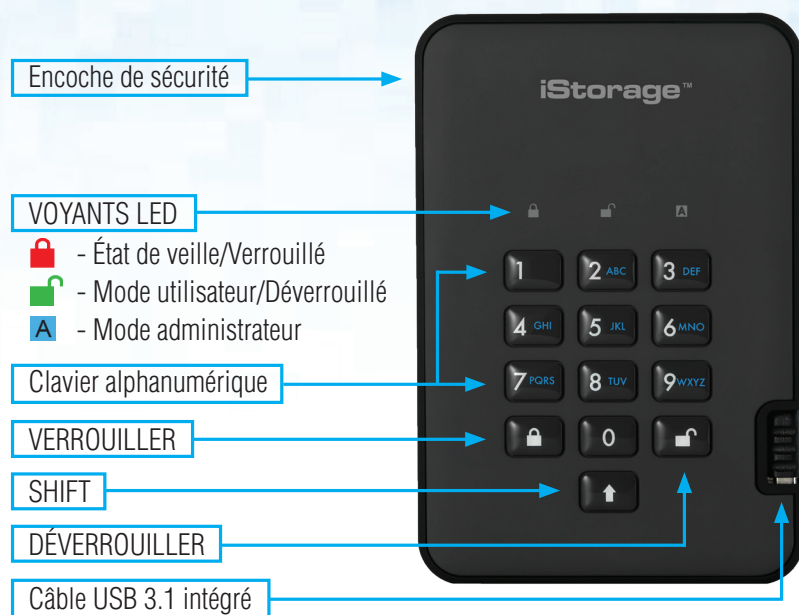 Encoche de sécurité
iStorage™
VOYANTS LED
A
- État de veille/Verrouillé
- Mode utilisateur/Déverrouillé
A - Mode administrateur
1 2 ABC 3 DEF
4 GHI 5 JKL 6 MNO
Clavier alphanumérique
7 PQRS 8 TUV 9 WXYZ
VERROUILLER
0
SHIFT
DÉVERROUILLER
Câble USB 3.1 intégré